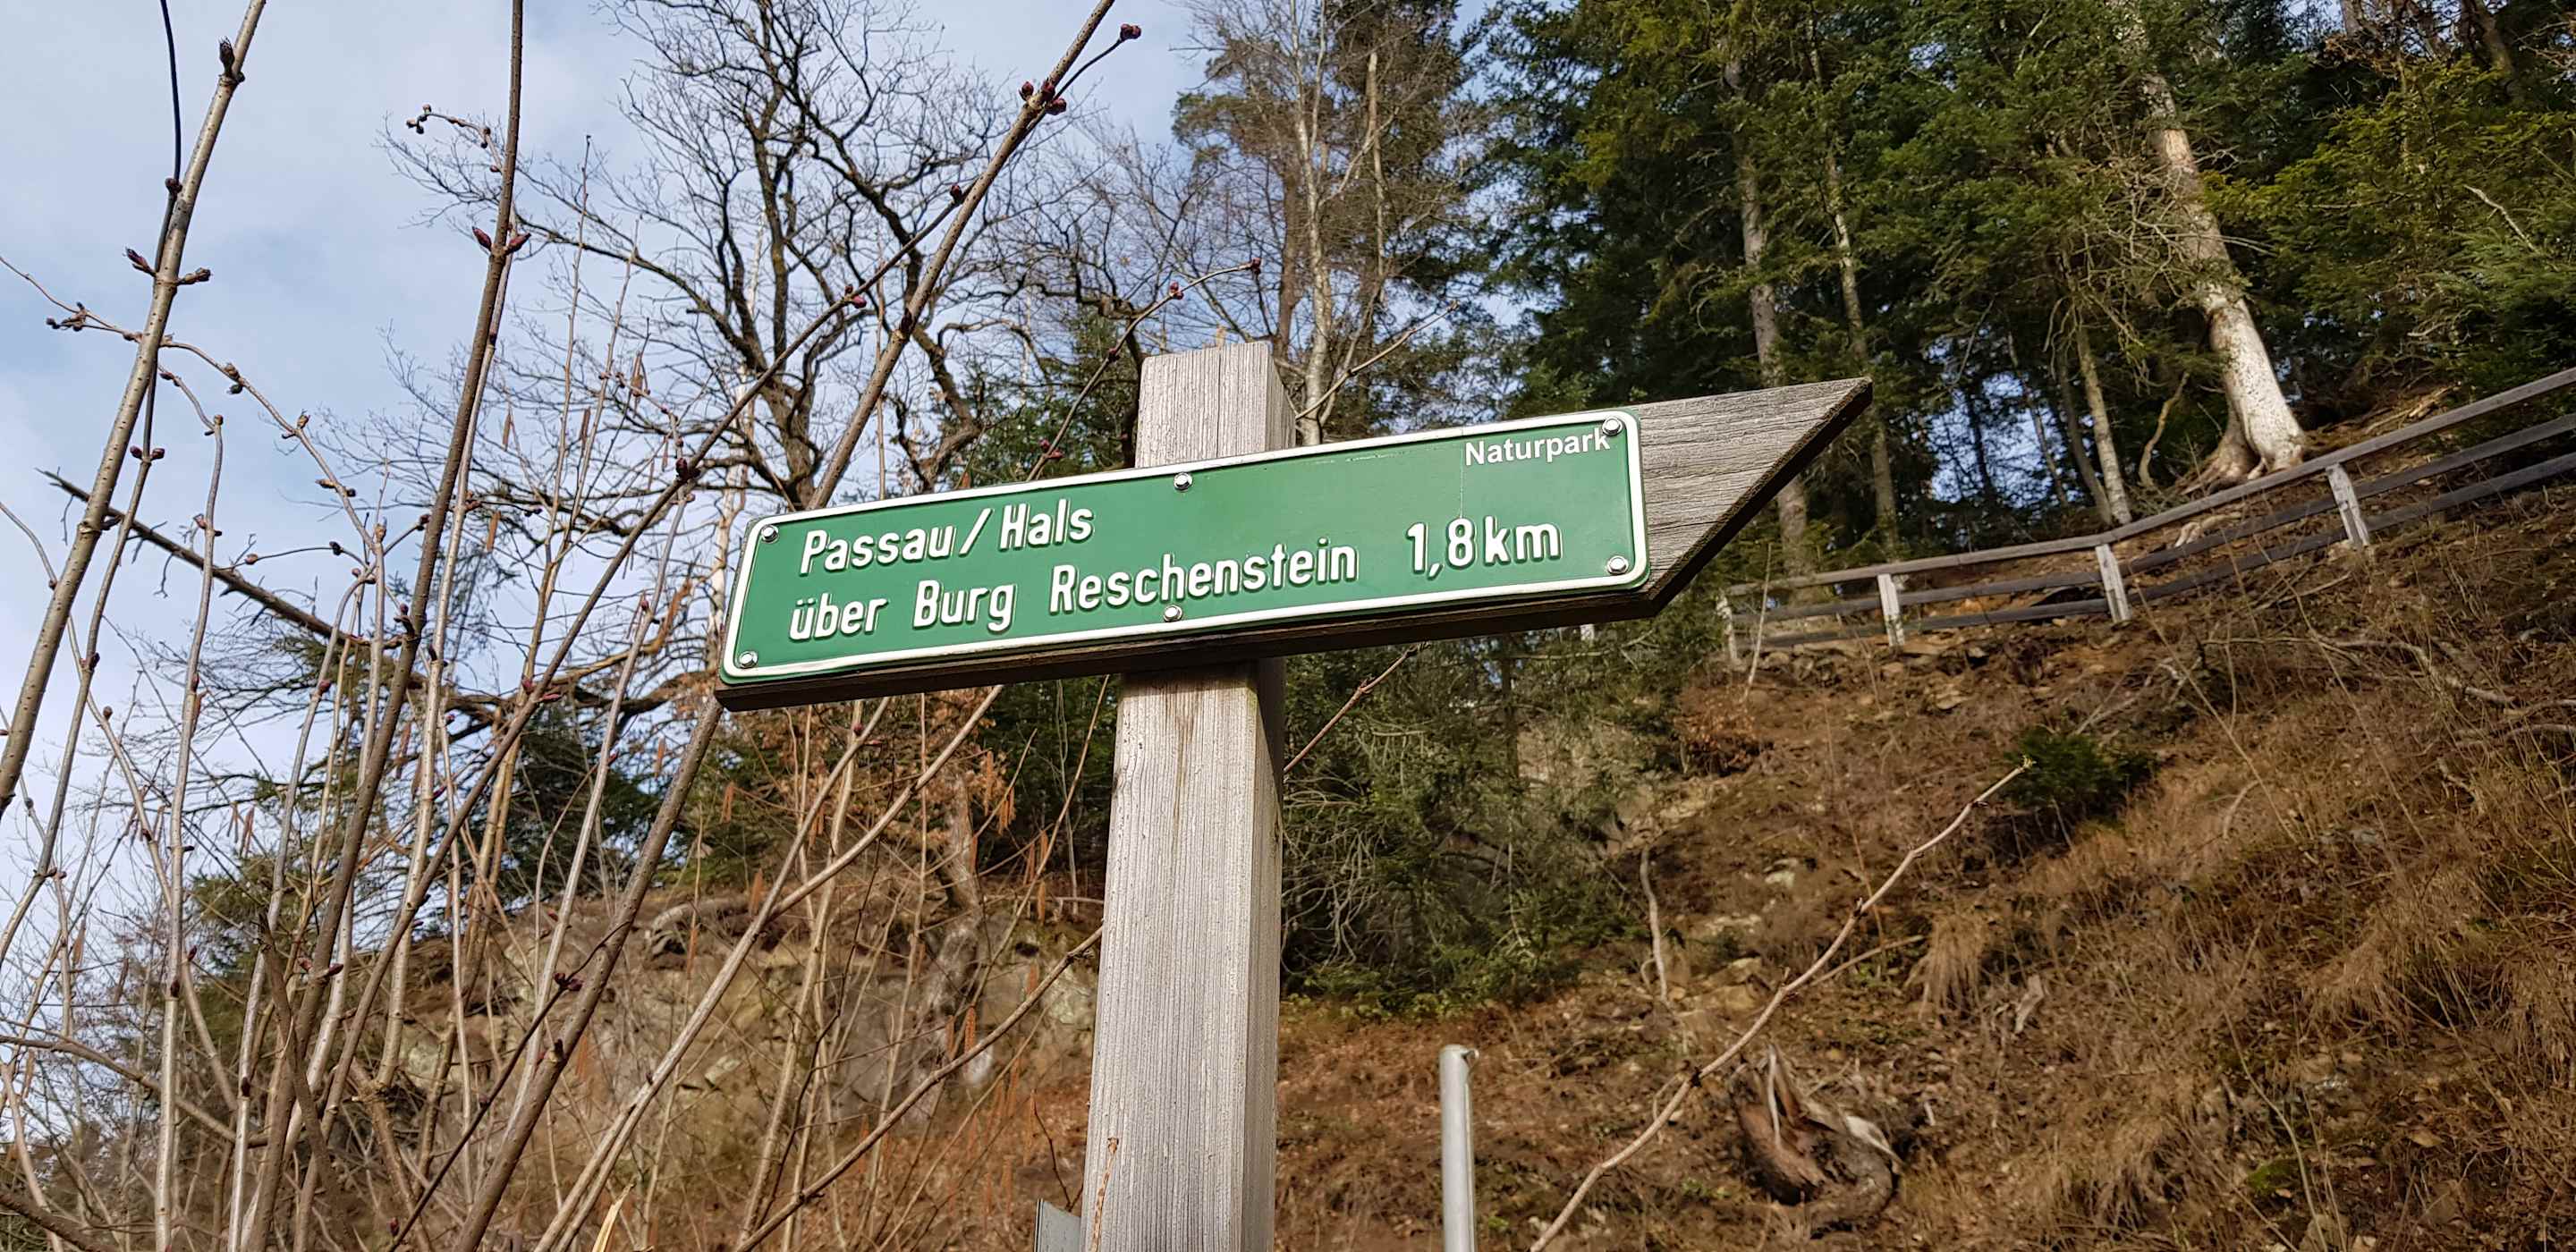 Naturpark
Passau/Hals
über Burg Reschenstein 1,8 km